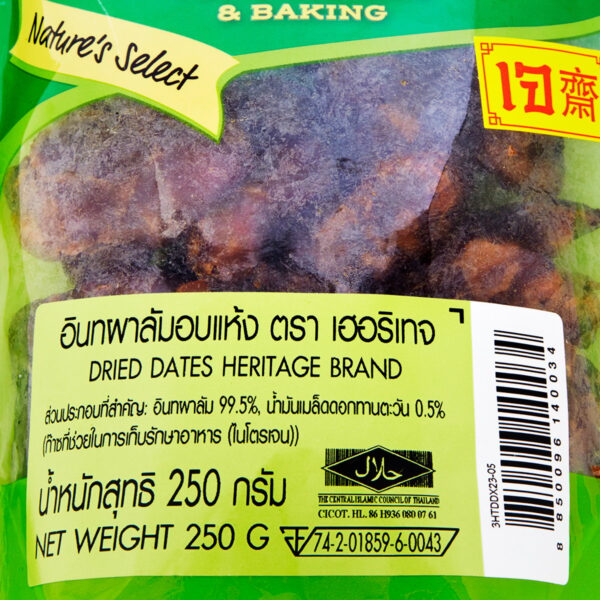 & BAKING
Nature's Select
เจ 齋
อินทผาลัมอบแห้ง ตรา เฮอริเทจ
DRIED DATES HERITAGE BRAND
ส่วนประกอบที่สำคัญ: อินทผาลัม 99.5%, น้ำมันเมล็ดดอกทานตะวัน 0.5%
(ก๊าซที่ช่วยในการเก็บรักษาอาหาร (ไนโตรเจน))
น้ำหนักสุทธิ 250 กรัม
NET WEIGHT 250 G
حلال
THE CENTRAL ISLAMIC COUNCIL OF THAILAND
CICOT. HL. 86 H936 080 07 61
74-2-01859-6-0043
3HTDDX23-05
8 850096 140034